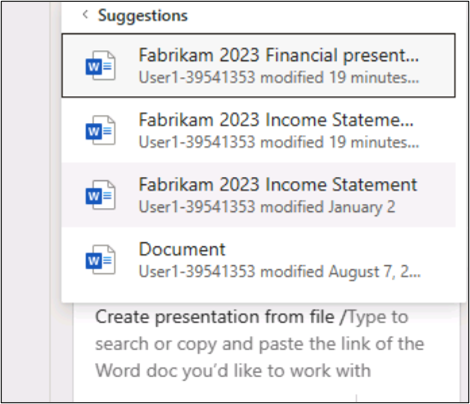 < Suggestions
Fabrikam 2023 Financial present...
User1-39541353 modified 19 minutes...
Fabrikam 2023 Income Stateme...
User1-39541353 modified 19 minutes...
Fabrikam 2023 Income Statement
User1-39541353 modified January 2
Document
User1-39541353 modified August 7, 2...
Create presentation from file /Type to
search or copy and paste the link of the
Word doc you'd like to work with